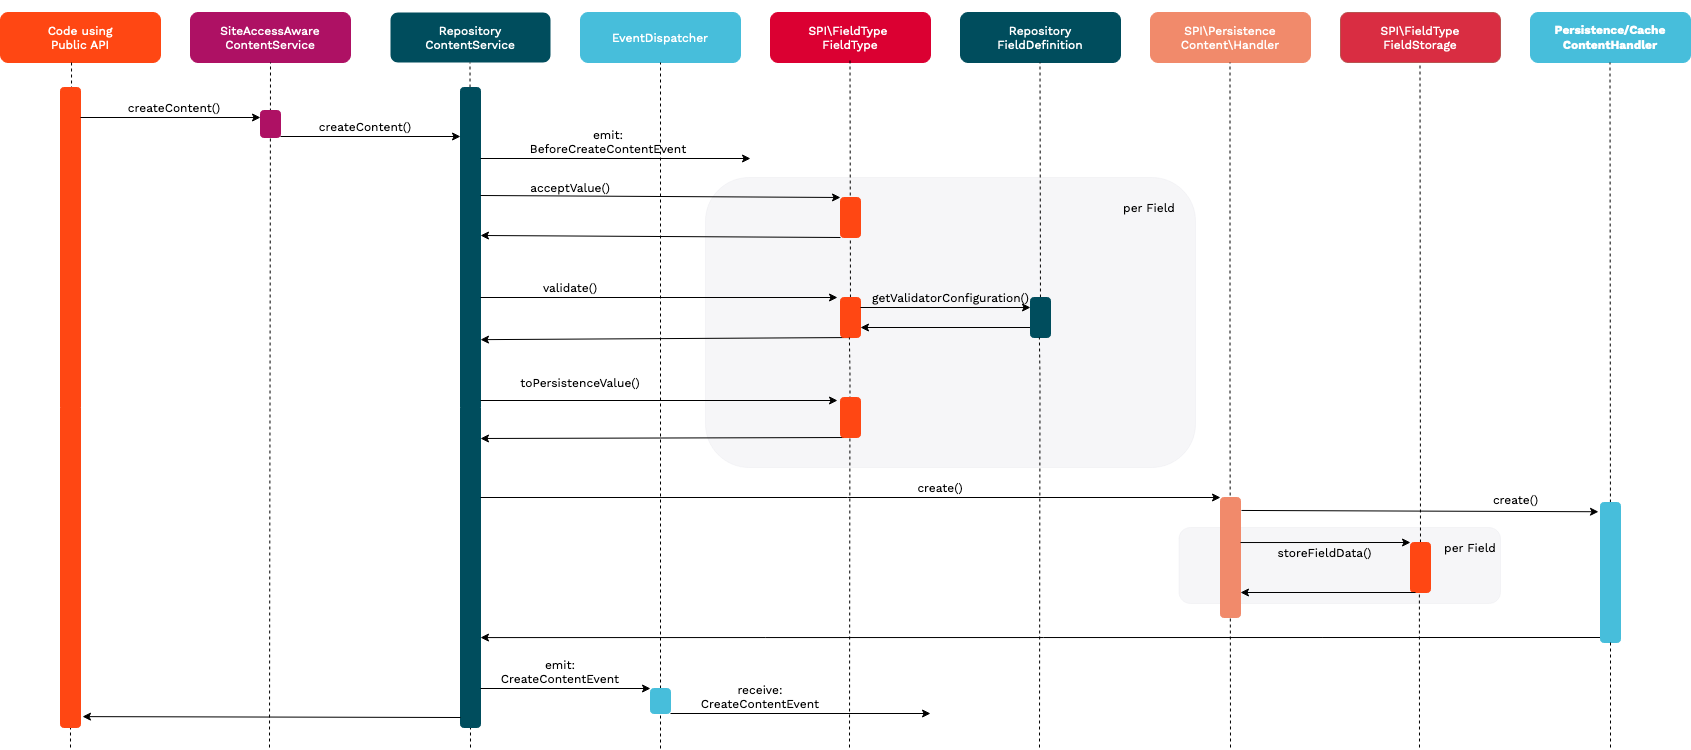 Code using
Public API
SiteAccessAware
ContentService
Repository
ContentService
EventDispatcher
SPI\FieldType
FieldType
Repository
FieldDefinition
SPI\Persistence
Content\Handler
SPI\FieldType
FieldStorage
Persistence/Cache
ContentHandler
createContent()
createContent()
emit:
BeforeCreateContentEvent
acceptValue()
per Field
validate()
getValidatorConfiguration()
toPersistenceValue()
create()
create()
storeFieldData()
per Field
emit:
CreateContentEvent
receive:
CreateContentEvent